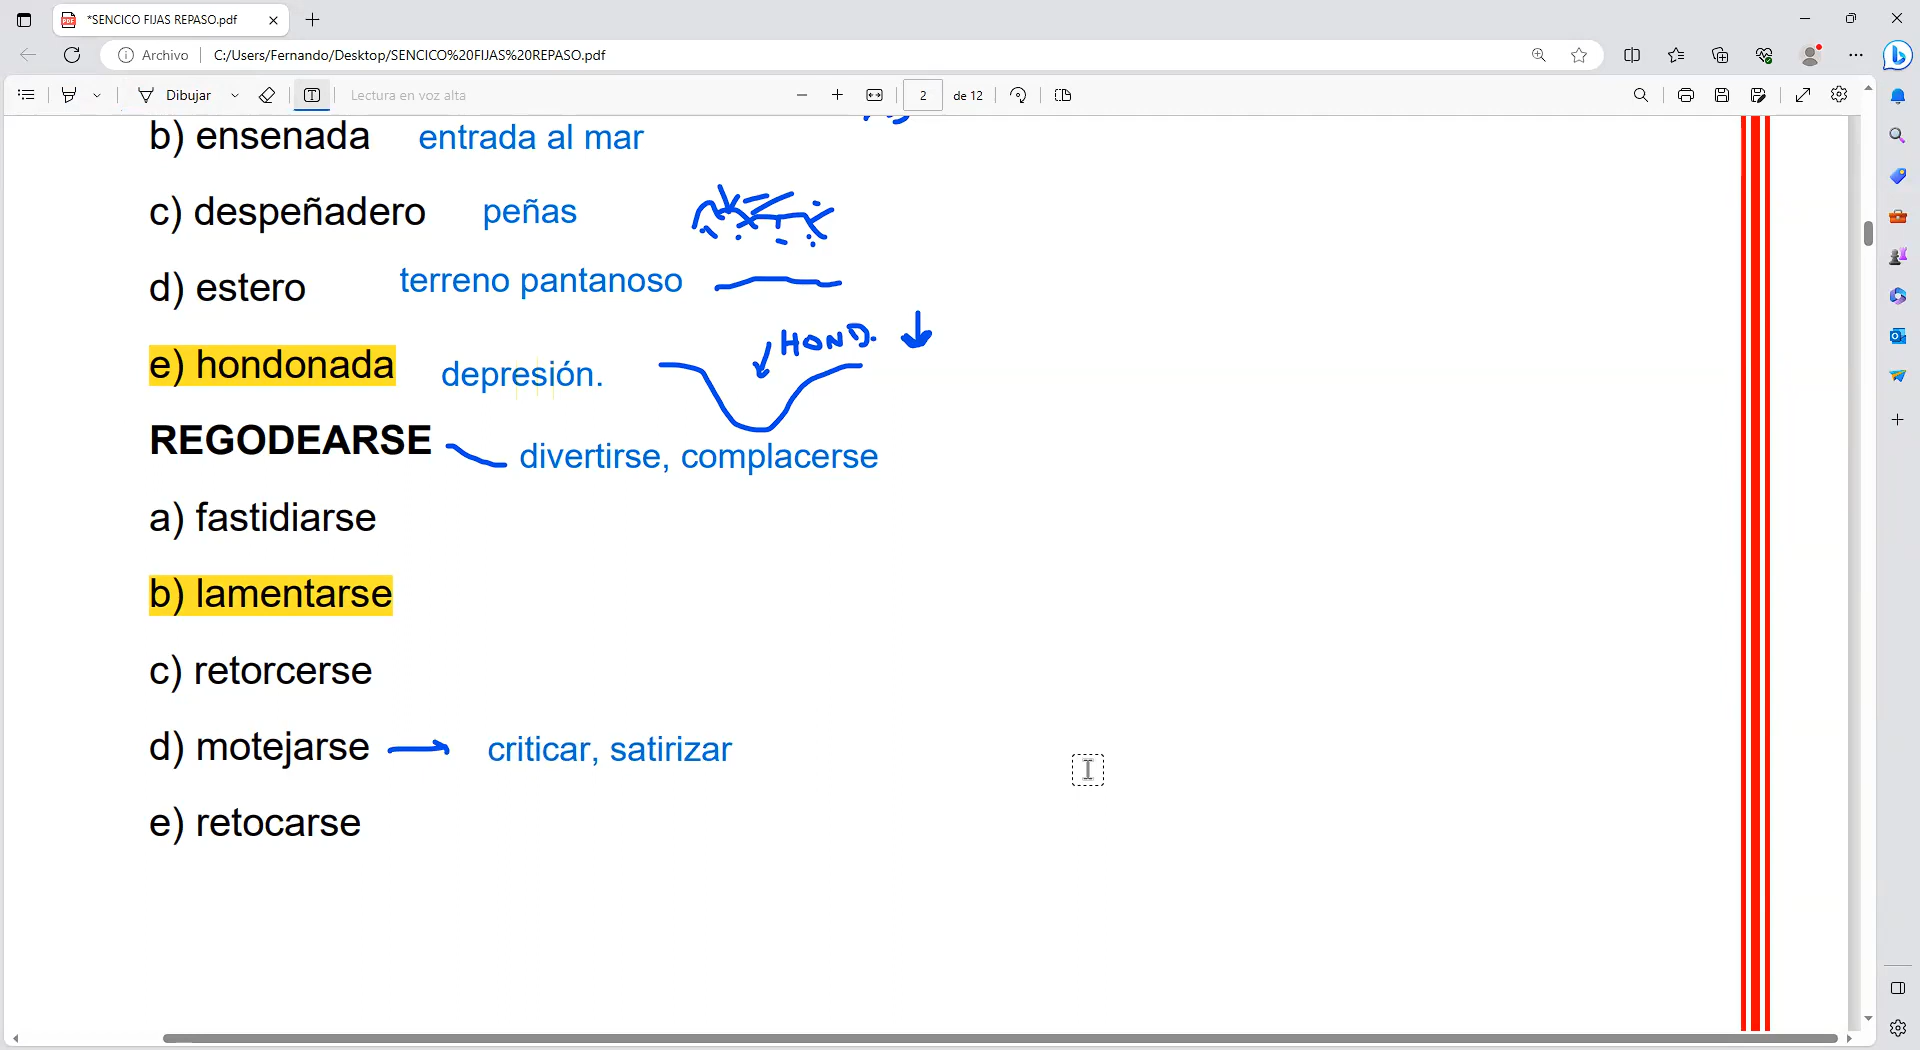 *SENCICO FIJAS REPASO.pdf
Archivo C:/Users/Fernando/Desktop/SENCICO%20FIJAS%20REPASO.pdf
Dibujar Lectura en voz alta 2 de 12
b) ensenada entrada al mar
c) despeñadero peñas
d) estero terreno pantanoso
HOND.
e) hondonada depresión.
REGODEARSE divertirse, complacerse
a) fastidiarse
b) lamentarse
c) retorcerse
d) motejarse criticar, satirizar
e) retocarse